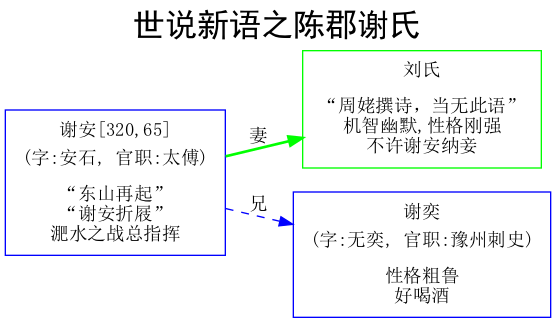 世说新语之陈郡谢氏
谢安[320,65]
(字:安石, 官职:太傅)
“东山再起”
“谢安折屐”
淝水之战总指挥
妻
刘氏
“周姥撰诗，当无此语”
机智幽默,性格刚强
不许谢安纳妾
兄
谢奕
(字:无奕, 官职:豫州刺史)
性格粗鲁
好喝酒